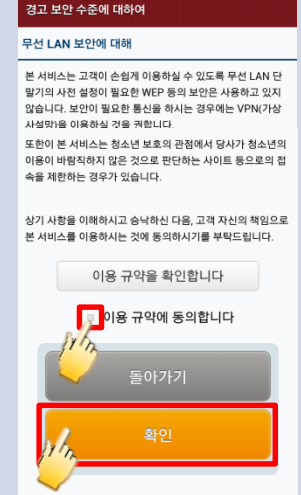 경고 보안 수준에 대하여
무선 LAN 보안에 대해
본 서비스는 고객이 손쉽게 이용하실 수 있도록 무선 LAN 단
말기의 사전 설정이 필요한 WEP 등의 보안은 사용하고 있지
않습니다. 보안이 필요한 통신을 하시는 경우에는 VPN(가상
사설망)을 이용하실 것을 권합니다.
또한이 본 서비스는 청소년 보호의 관점에서 당사가 청소년의
이용이 바람직하지 않은 것으로 판단하는 사이트 등으로의 접
속을 제한하는 경우가 있습니다.
상기 사항을 이해하시고 승낙하신 다음, 고객 자신의 책임으로
본 서비스를 이용하시는 것에 동의하시기를 부탁드립니다.
이용 규약을 확인합니다
이용 규약에 동의합니다
돌아가기
확인